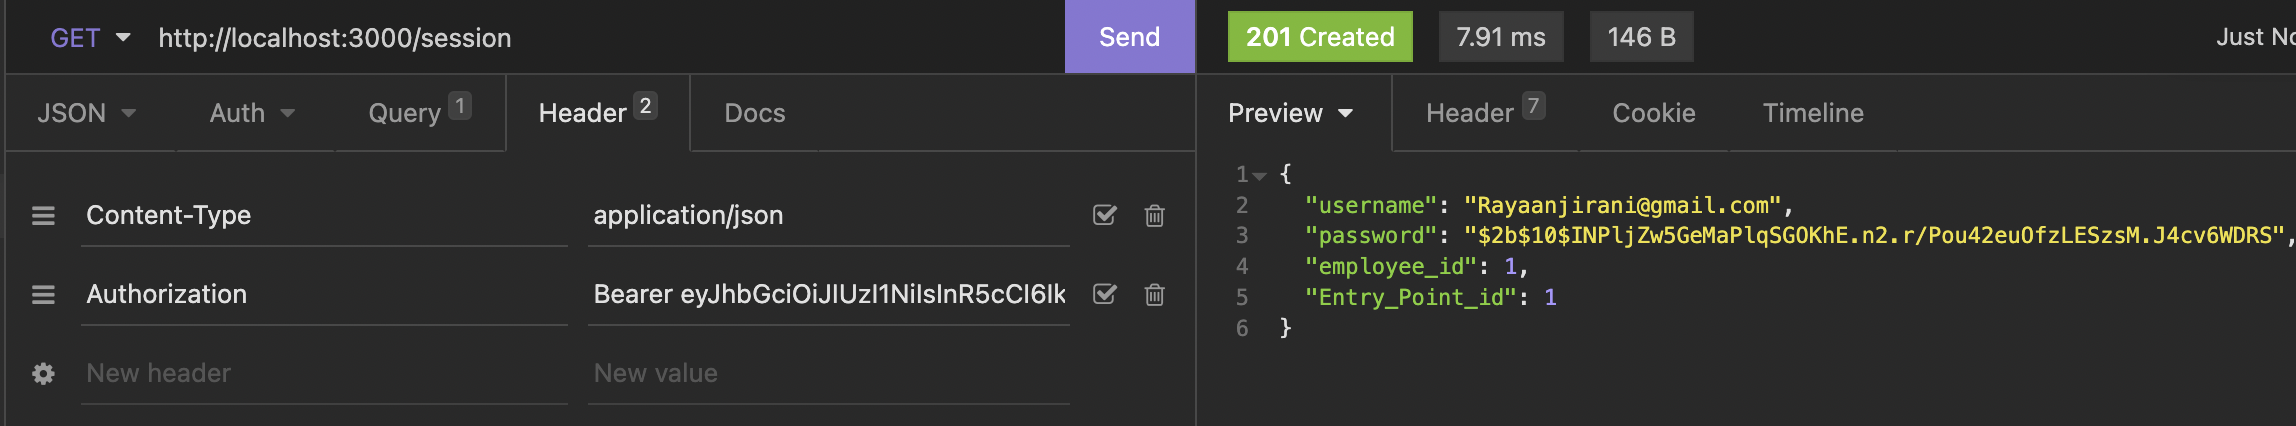 GET http://localhost:3000/session Send
JSON Auth Query 1 Header 2 Docs
Content-Type application/json
Authorization Bearer eyJhbGciOiJIUzI1NiIsInR5cCI6Ik
New header New value
201 Created 7.91 ms 146 B Just No
Preview Header 7 Cookie Timeline
1 {
2 "username": "Rayaanjirani@gmail.com",
3 "password": "$2b$10$INPljZw5GeMaPlqSGOKhE.n2.r/Pou42euOfzLESzsM.J4cv6WDRS",
4 "employee_id": 1,
5 "Entry_Point_id": 1
6 }